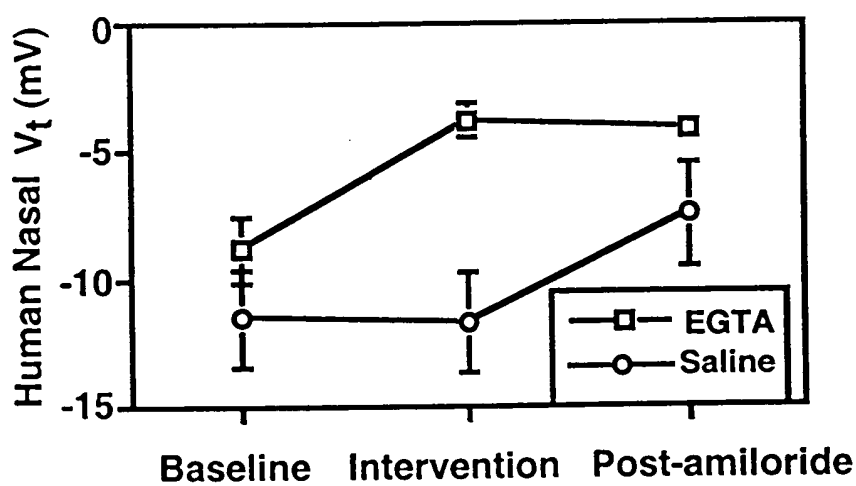 Human Nasal Vt (mV)
0
-5
-10
-15
EGTA
Saline
Baseline Intervention Post-amiloride